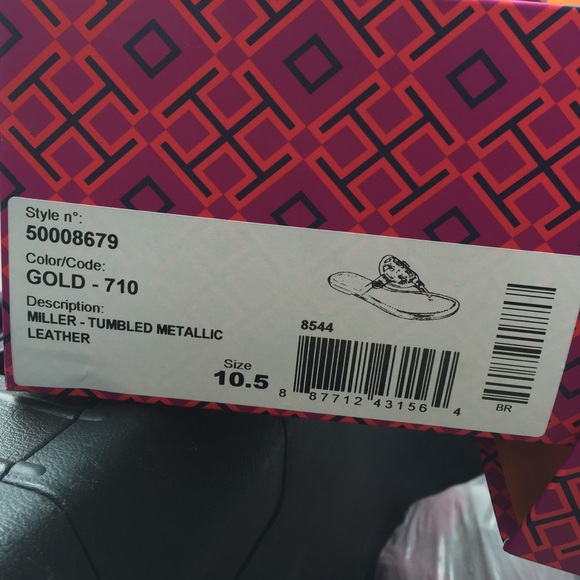 Style n°:
50008679
Color/Code:
GOLD - 710
Description:
MILLER - TUMBLED METALLIC
LEATHER
Size
10.5
8544
8 87712 43156 4
BR